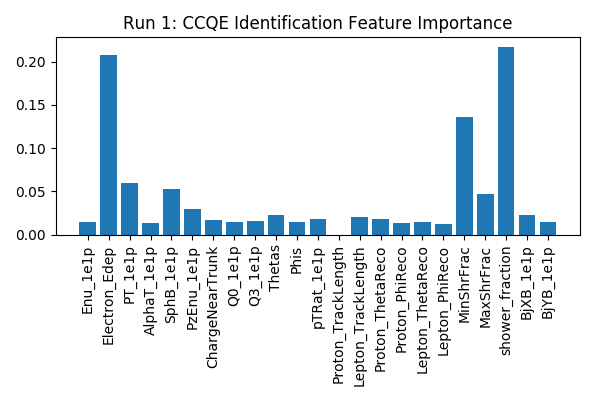 Run 1: CCQE Identification Feature Importance
0.20
0.15
0.10
0.05
0.00
Enu_1e1p
Electron_Edep
PT_1e1p
AlphaT_1e1p
SphB_1e1p
PzEnu_1e1p
ChargeNearTrunk
Q0_1e1p
Q3_1e1p
Thetas
Phis
pTRat_1e1p
Proton_TrackLength
Lepton_TrackLength
Proton_ThetaReco
Proton_PhiReco
Lepton_ThetaReco
Lepton_PhiReco
MinShrFrac
MaxShrFrac
shower_fraction
BjXB_1e1p
BjYB_1e1p